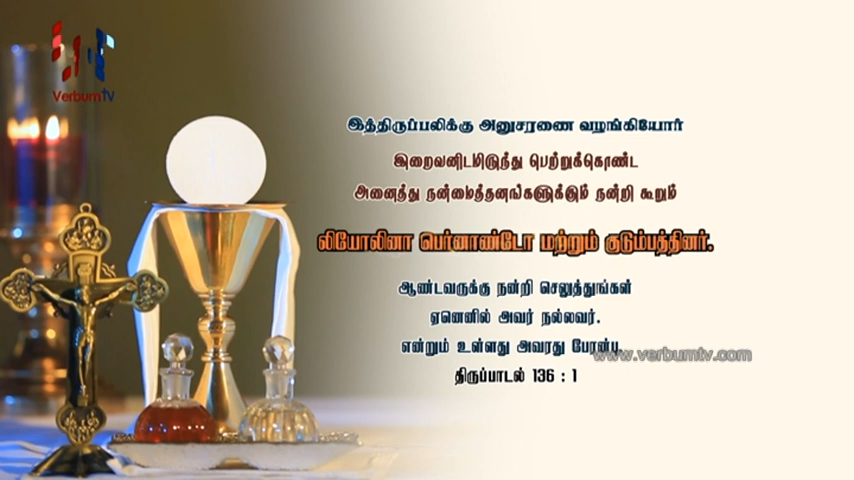 VerbumTV
இத்திருப்பலிக்கு அனுசரணை வழங்கியோர்
இறைவனிடமிருந்து பெற்றுக்கொண்ட
அனைத்து நன்மைத்தனங்களுக்கும் நன்றி கூறும்
லியோலினா பெர்னாண்டோ மற்றும் குடும்பத்தினர்.
ஆண்டவருக்கு நன்றி செலுத்துங்கள்
ஏனெனில் அவர் நல்லவர்.
என்றும் உள்ளது அவரது பேரன்பு.
www.verbumtv.com
திருப்பாடல் 136 : 1